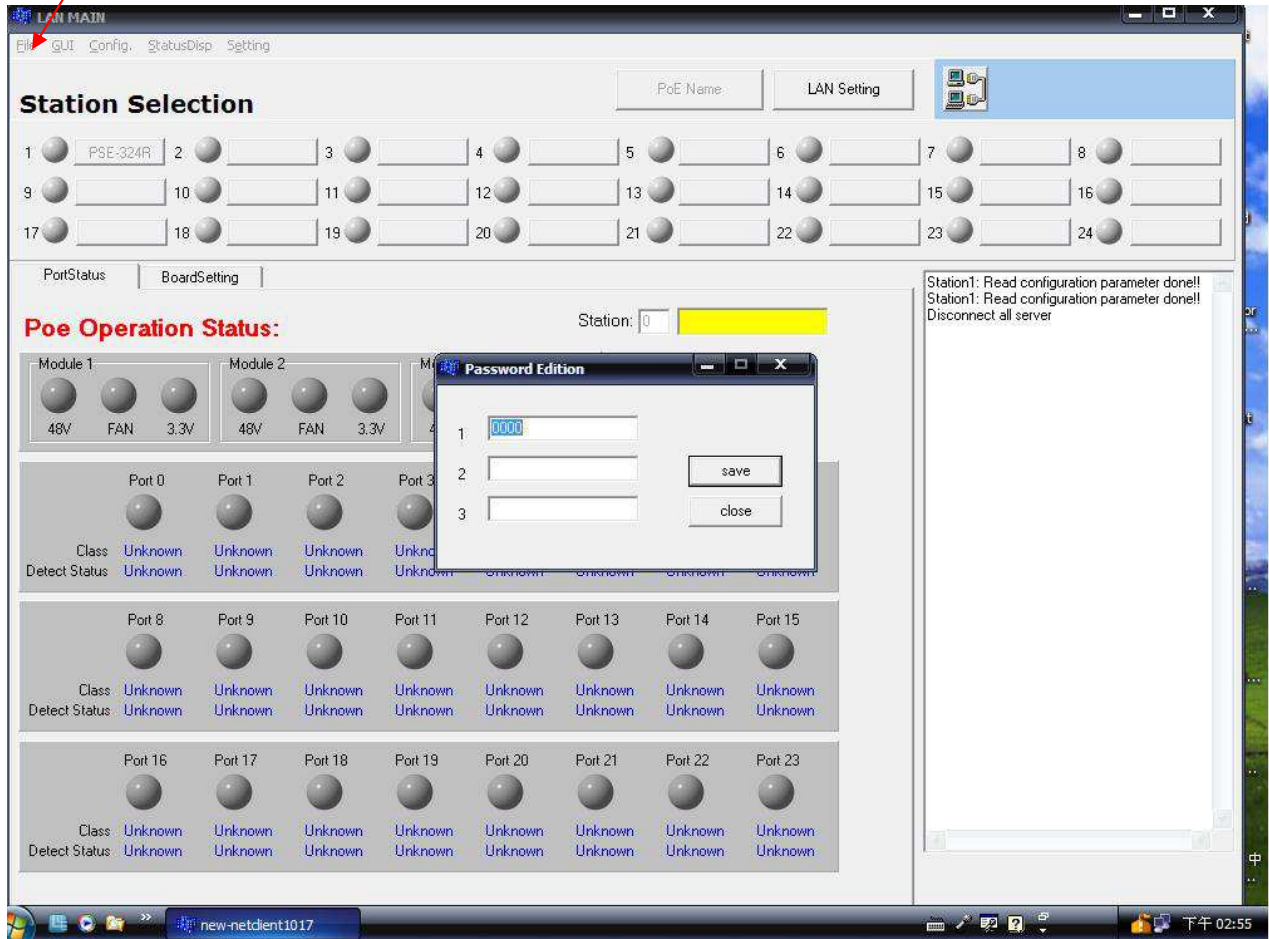 LAN MAIN
File GUI Config. StatusDisp Setting
Station Selection
PoE Name
LAN Setting
1 PSE-324R 2 3 4 5 6 7 8
9 10 11 12 13 14 15 16
17 18 19 20 21 22 23 24
PortStatus BoardSetting
Poe Operation Status:
Station: 0
Module 1 Module 2
48V FAN 3.3V 48V FAN 3.3V
Port 0 Port 1 Port 2 Port 3
Class Unknown Unknown Unknown
Detect Status Unknown Unknown Unknown Unknown Unknown Unknown Unknown Unknown
Port 8 Port 9 Port 10 Port 11 Port 12 Port 13 Port 14 Port 15
Class Unknown Unknown Unknown Unknown Unknown Unknown Unknown Unknown
Detect Status Unknown Unknown Unknown Unknown Unknown Unknown Unknown Unknown
Port 16 Port 17 Port 18 Port 19 Port 20 Port 21 Port 22 Port 23
Class Unknown Unknown Unknown Unknown Unknown Unknown Unknown Unknown
Detect Status Unknown Unknown Unknown Unknown Unknown Unknown Unknown Unknown
Password Edition
1 0000
2
3
save
close
Station1: Read configuration parameter done!!
Station1: Read configuration parameter done!!
Disconnect all server
new-netclient1017
中
下午 02:55